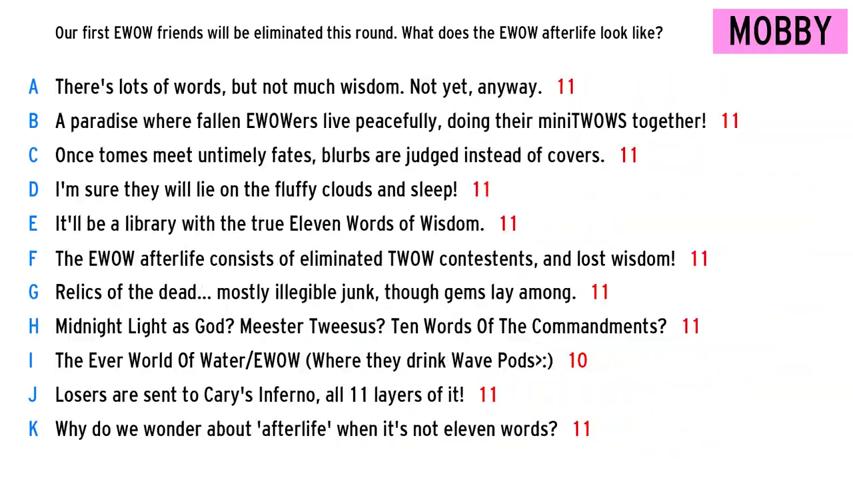 Our first EWOW friends will be eliminated this round. What does the EWOW afterlife look like?
MOBBY
A There's lots of words, but not much wisdom. Not yet, anyway. 11
B A paradise where fallen EWOWers live peacefully, doing their miniTWOWS together! 11
C Once tomes meet untimely fates, blurbs are judged instead of covers. 11
D I'm sure they will lie on the fluffy clouds and sleep! 11
E It'll be a library with the true Eleven Words of Wisdom. 11
F The EWOW afterlife consists of eliminated TWOW contestents, and lost wisdom! 11
G Relics of the dead... mostly illegible junk, though gems lay among. 11
H Midnight Light as God? Meester Tweesus? Ten Words Of The Commandments? 11
I The Ever World Of Water/EWOW (Where they drink Wave Pods>:) 10
J Losers are sent to Cary's Inferno, all 11 layers of it! 11
K Why do we wonder about 'afterlife' when it's not eleven words? 11